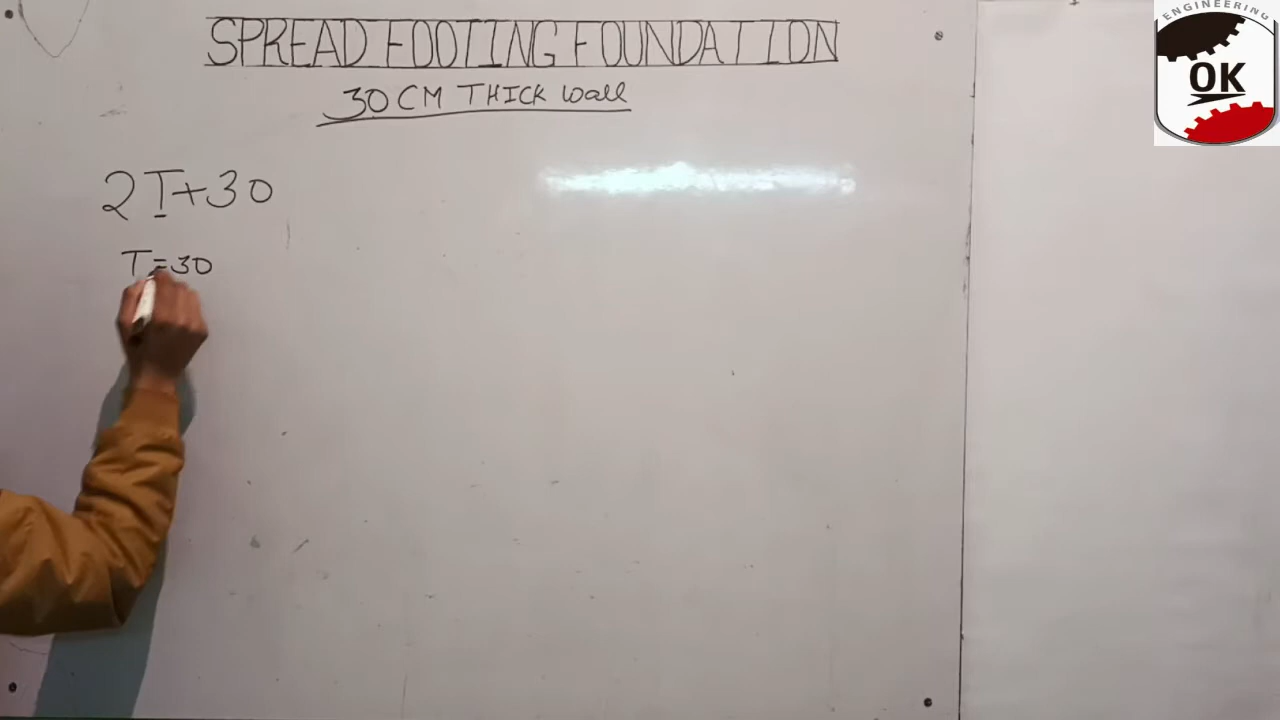 SPREAD FOOTING FOUNDATION
30 CM THICK wall
2T+30
T=30
ENGINEERING
OK